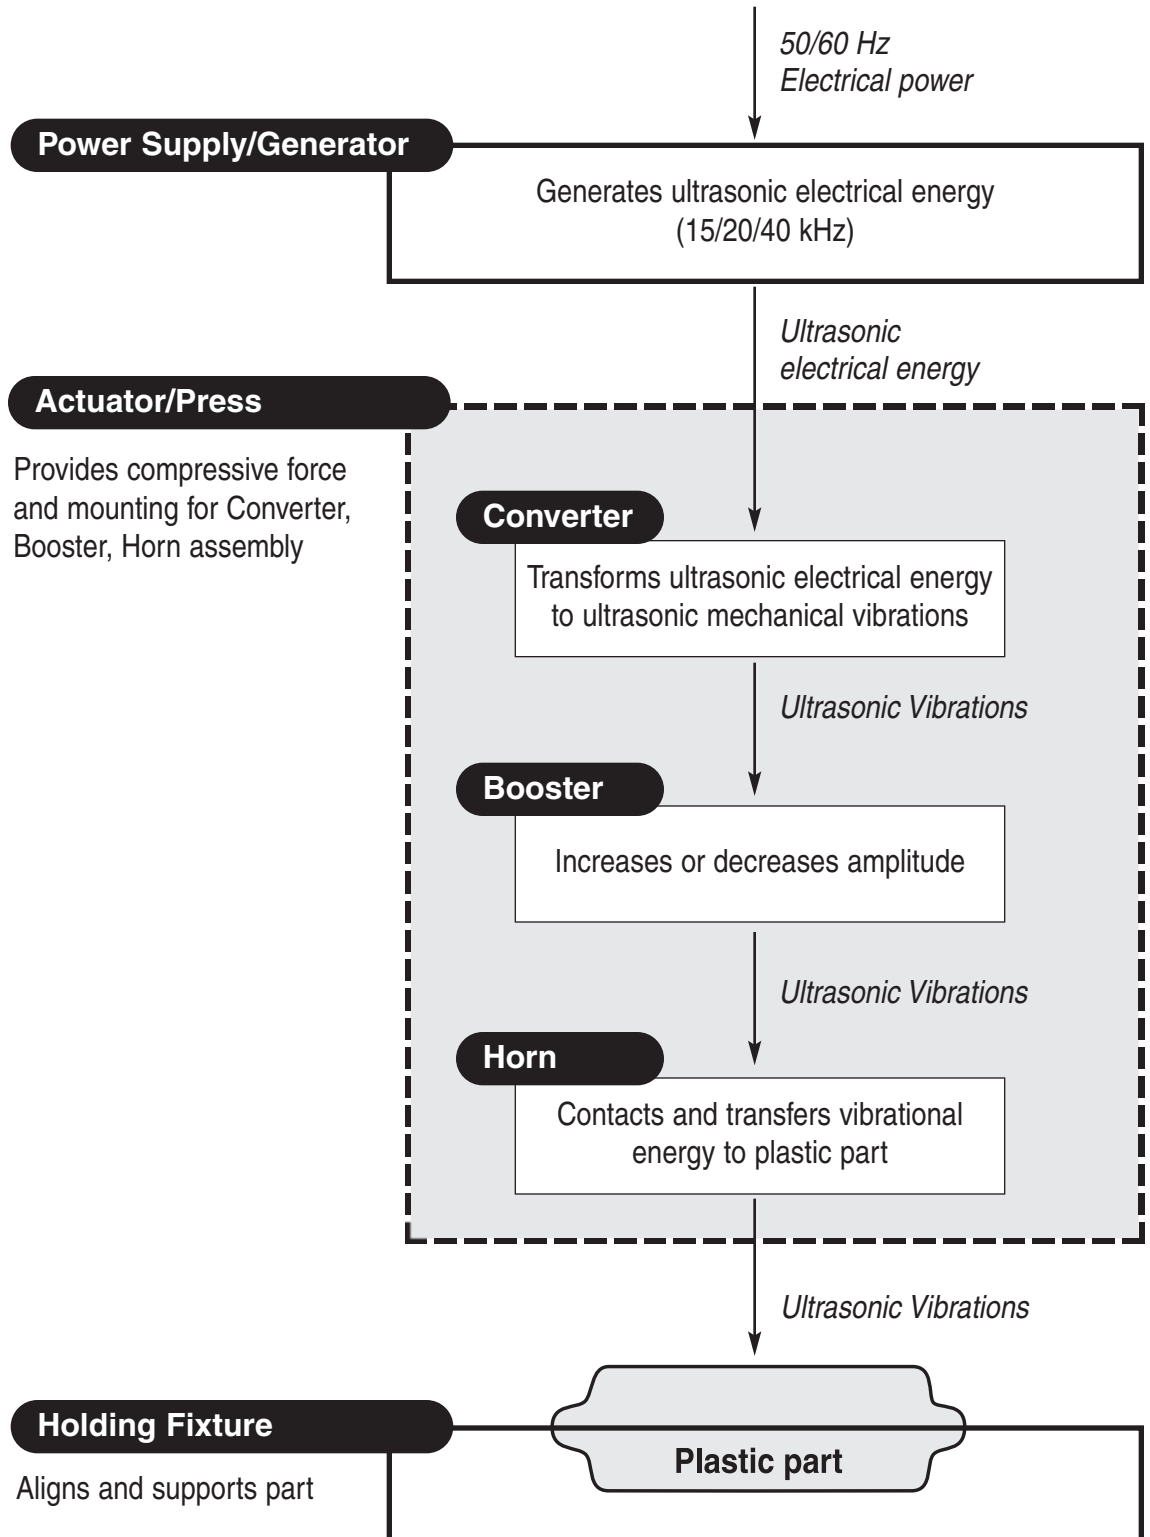 50/60 Hz
Electrical power
Power Supply/Generator
Generates ultrasonic electrical energy
(15/20/40 kHz)
Ultrasonic
electrical energy
Actuator/Press
Provides compressive force
and mounting for Converter,
Booster, Horn assembly
Converter
Transforms ultrasonic electrical energy
to ultrasonic mechanical vibrations
Ultrasonic Vibrations
Booster
Increases or decreases amplitude
Ultrasonic Vibrations
Horn
Contacts and transfers vibrational
energy to plastic part
Ultrasonic Vibrations
Holding Fixture
Aligns and supports part
Plastic part